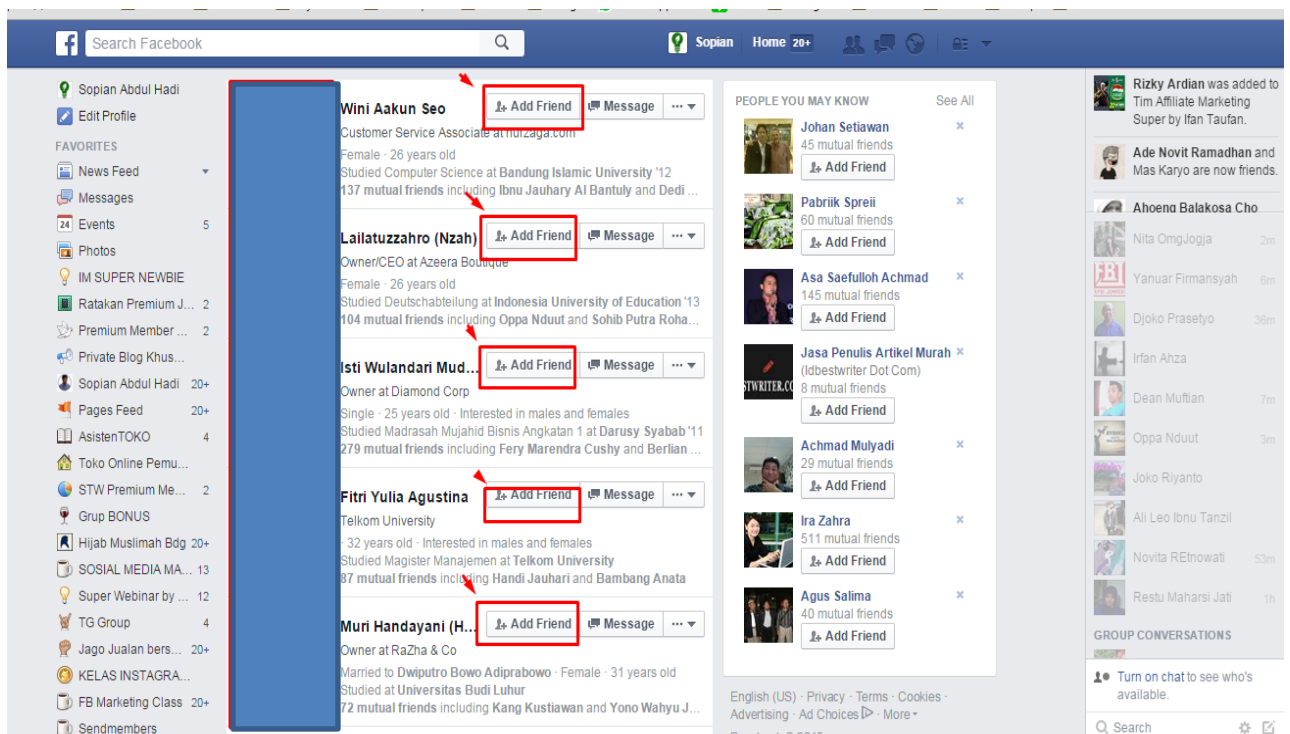 f
Search Facebook
Sopian
Home 20+
Sopian Abdul Hadi
Edit Profile
FAVORITES
News Feed
Messages
24 Events 5
Photos
IM SUPER NEWBIE
Ratakan Premium J... 2
Premium Member ... 2
Private Blog Khus...
Sopian Abdul Hadi 20+
Pages Feed 20+
AsistenTOKO 4
Toko Online Pemu...
STW Premium Me... 2
Grup BONUS
Hijab Muslimah Bdg 20+
SOSIAL MEDIA MA... 13
Super Webinar by ... 12
TG Group 4
Jago Jualan bers... 20+
KELAS INSTAGRA...
FB Marketing Class 20+
Sendmembers
Wini Aakun Seo
Add Friend
Message
Customer Service Associate at nurzaga.com
Female · 26 years old
Studied Computer Science at Bandung Islamic University '12
137 mutual friends including Ibnu Jauhary Al Bantuly and Dedi ...
Lailatuzzahro (Nzah)
Add Friend
Message
Owner/CEO at Azeera Boutique
Female · 26 years old
Studied Deutschabteilung at Indonesia University of Education '13
104 mutual friends including Oppa Nduut and Sohib Putra Roha...
Isti Wulandari Mud...
Add Friend
Message
Owner at Diamond Corp
Single · 25 years old · Interested in males and females
Studied Madrasah Mujahid Bisnis Angkatan 1 at Darusy Syabab '11
279 mutual friends including Fery Marendra Cushy and Berlian ...
Fitri Yulia Agustina
Add Friend
Message
Telkom University
· 32 years old · Interested in males and females
Studied Magister Manajemen at Telkom University
87 mutual friends including Handi Jauhari and Bambang Anata
Muri Handayani (H...
Add Friend
Message
Owner at RaZha & Co
Married to Dwiputro Bowo Adiprabowo · Female · 31 years old
Studied at Universitas Budi Luhur
72 mutual friends including Kang Kustiawan and Yono Wahyu J...
PEOPLE YOU MAY KNOW See All
Johan Setiawan
45 mutual friends
Add Friend
Pabriik Spreii
60 mutual friends
Add Friend
Asa Saefulloh Achmad
145 mutual friends
Add Friend
Jasa Penulis Artikel Murah
(Idbestwriter Dot Com)
STWRITER.CO
8 mutual friends
Add Friend
Achmad Mulyadi
29 mutual friends
Add Friend
Ira Zahra
511 mutual friends
Add Friend
Agus Salima
40 mutual friends
Add Friend
English (US) · Privacy · Terms · Cookies ·
Advertising · Ad Choices · More
Rizky Ardian was added to
Tim Affiliate Marketing
Super by Ifan Taufan.
Ade Novit Ramadhan and
Mas Karyo are now friends.
Ahoeng Balakosa Cho
Nita OmgJogja 2m
FBI
Yanuar Firmansyah 6m
Djoko Prasetyo 36m
Irfan Ahza
Dean Muftian 7m
Oppa Nduut 3m
Joko Riyanto
Ali Leo Ibnu Tanzil
Novita REtnowati 53m
Restu Maharsi Jati 1h
GROUP CONVERSATIONS
Turn on chat to see who's
available.
Search